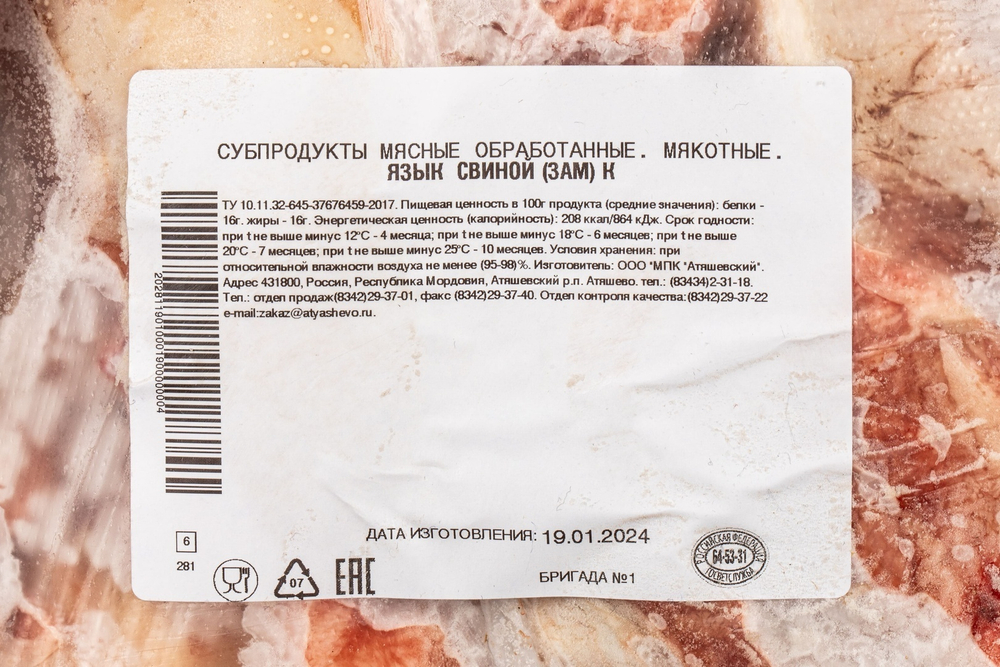 СУБПРОДУКТЫ МЯСНЫЕ ОБРАБОТАННЫЕ. МЯКОТНЫЕ.
ЯЗЫК СВИНОЙ (ЗАМ) К
ТУ 10.11.32-645-37676459-2017. Пищевая ценность в 100г продукта (средние значения): белки -
16г. жиры - 16г. Энергетическая ценность (калорийность): 208 ккал/864 кДж. Срок годности:
при t не выше минус 12°С - 4 месяца; при t не выше минус 18°С - 6 месяцев; при t не выше
20°С - 7 месяцев; при t не выше минус 25°С - 10 месяцев. Условия хранения: при
относительной влажности воздуха не менее (95-98)%. Изготовитель: ООО "МПК "Атяшевский".
Адрес 431800, Россия, Республика Мордовия, Атяшевский р.п. Атяшево. тел.: (83434)2-31-18.
Тел.: отдел продаж(8342)29-37-01, факс (8342)29-37-40. Отдел контроля качества:(8342)29-37-22
e-mail:zakaz@atyashevo.ru.
ДАТА ИЗГОТОВЛЕНИЯ: 19.01.2024
БРИГАДА №1
6
281
07
ЕАС
РОССИЙСКАЯ ФЕДЕРАЦИЯ
64-53-31
ГОСВЕТСЛУЖБА